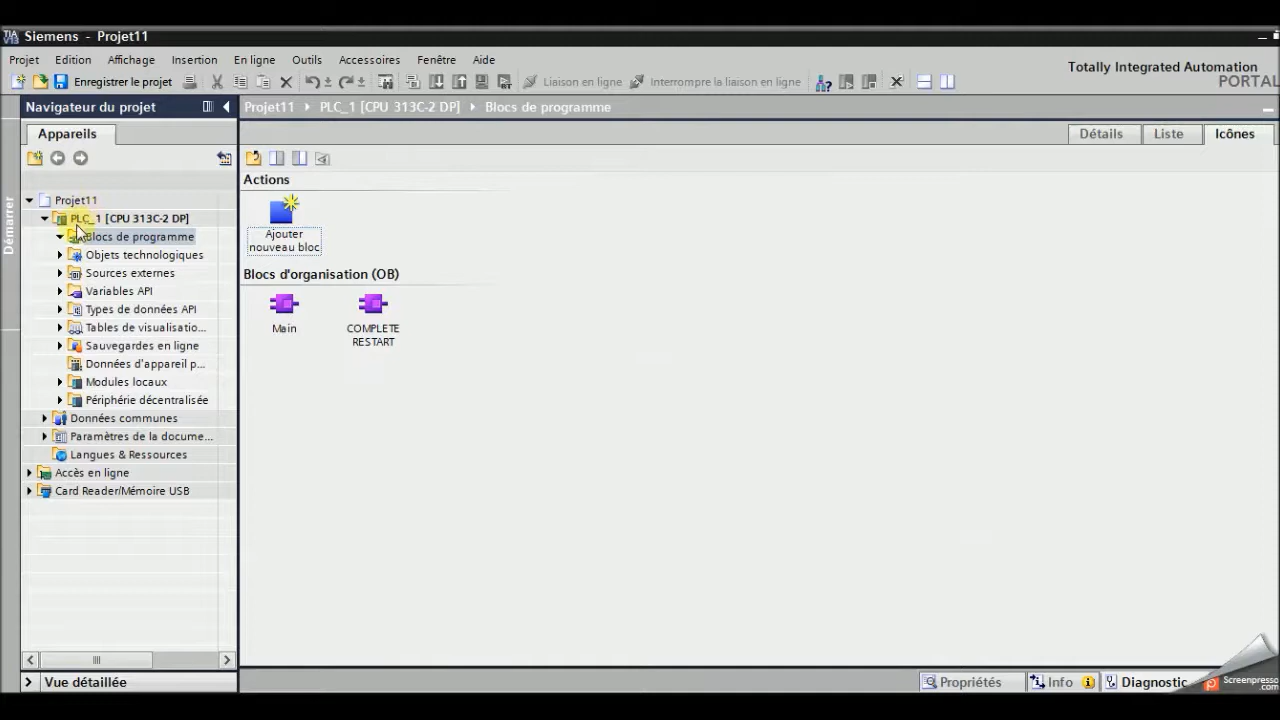 TIA
V13
Siemens - Projet11
Projet Edition Affichage Insertion En ligne Outils Accessoires Fenêtre Aide
Totally Integrated Automation
PORTAL
Enregistrer le projet
Liaison en ligne
Interrompre la liaison en ligne
Navigateur du projet
Projet11 PLC_1 [CPU 313C-2 DP] Blocs de programme
Appareils
Détails
Liste
Icônes
Démarrer
Projet11
PLC_1 [CPU 313C-2 DP]
Blocs de programme
Objets technologiques
Sources externes
Variables API
Types de données API
Tables de visualisatio...
Sauvegardes en ligne
Données d'appareil p...
Modules locaux
Périphérie décentralisée
Données communes
Paramètres de la docume...
Langues & Ressources
Accès en ligne
Card Reader/Mémoire USB
Actions
Ajouter
nouveau bloc
Blocs d'organisation (OB)
Main
COMPLETE
RESTART
Vue détaillée
Propriétés
Info
Diagnostic
Screenpresso
.com